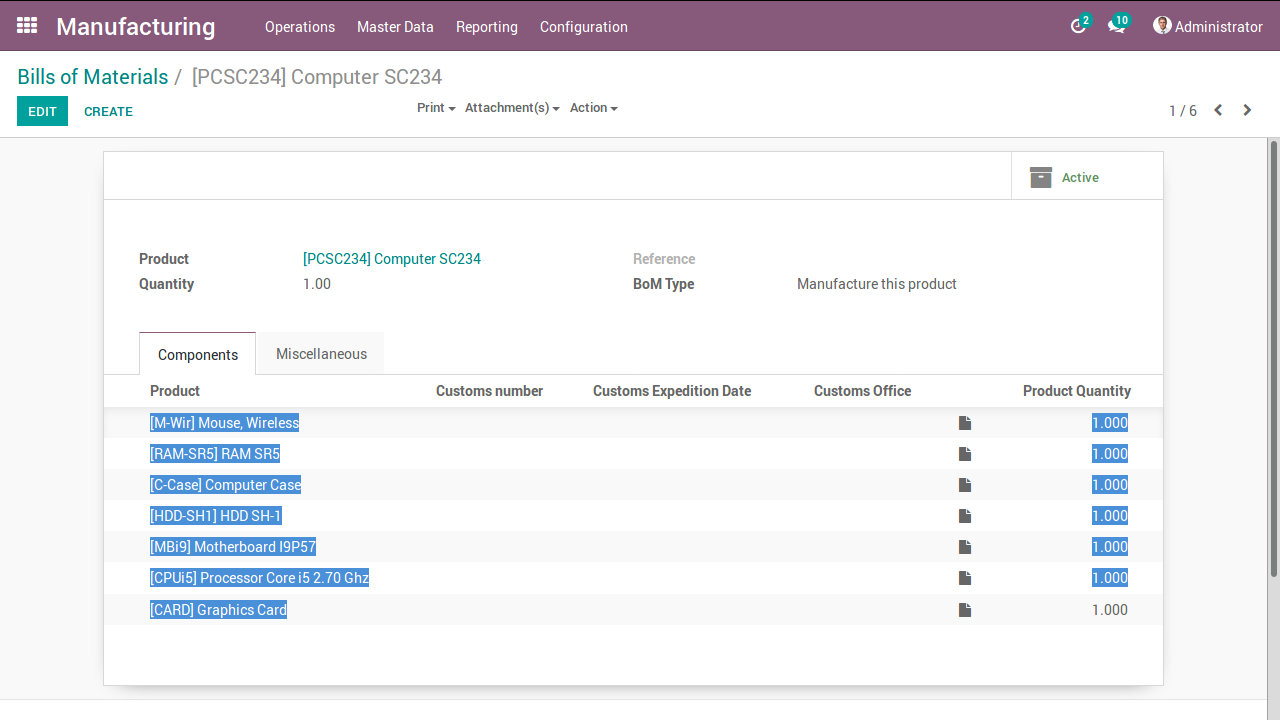 Manufacturing Operations Master Data Reporting Configuration 2 10 Administrator
Bills of Materials / [PCSC234] Computer SC234
EDIT CREATE Print Attachment(s) Action 1 / 6
Active
Product [PCSC234] Computer SC234 Reference
Quantity 1.00 BoM Type Manufacture this product
Components Miscellaneous
Product Customs number Customs Expedition Date Customs Office Product Quantity
[M-Wir] Mouse, Wireless 1.000
[RAM-SR5] RAM SR5 1.000
[C-Case] Computer Case 1.000
[HDD-SH1] HDD SH-1 1.000
[MBi9] Motherboard I9P57 1.000
[CPUi5] Processor Core i5 2.70 Ghz 1.000
[CARD] Graphics Card 1.000